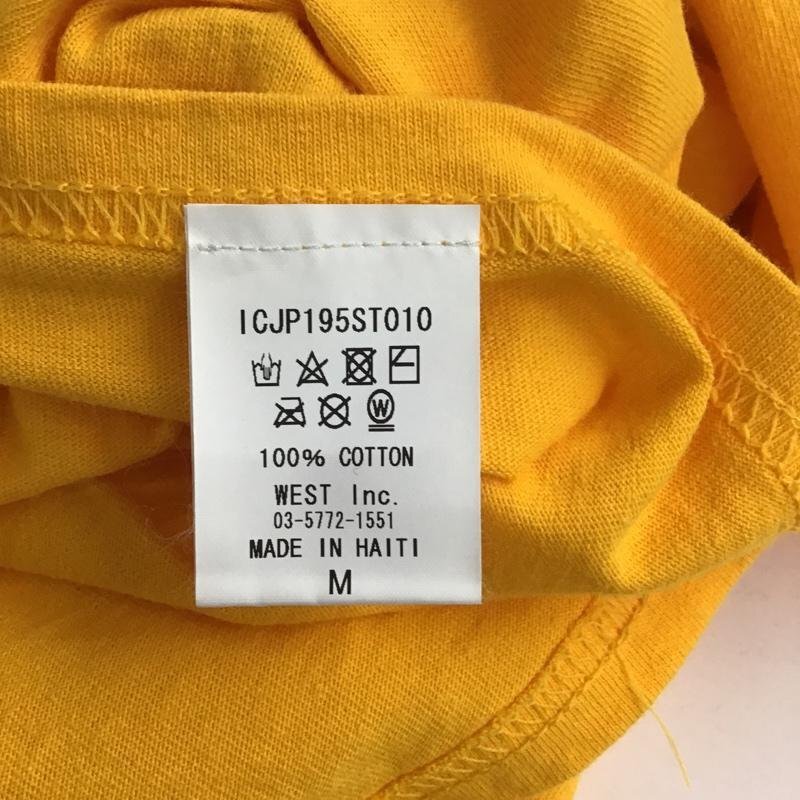 ICJP195ST010
W
100% COTTON
WEST Inc.
03-5772-1551
MADE IN HAITI
M